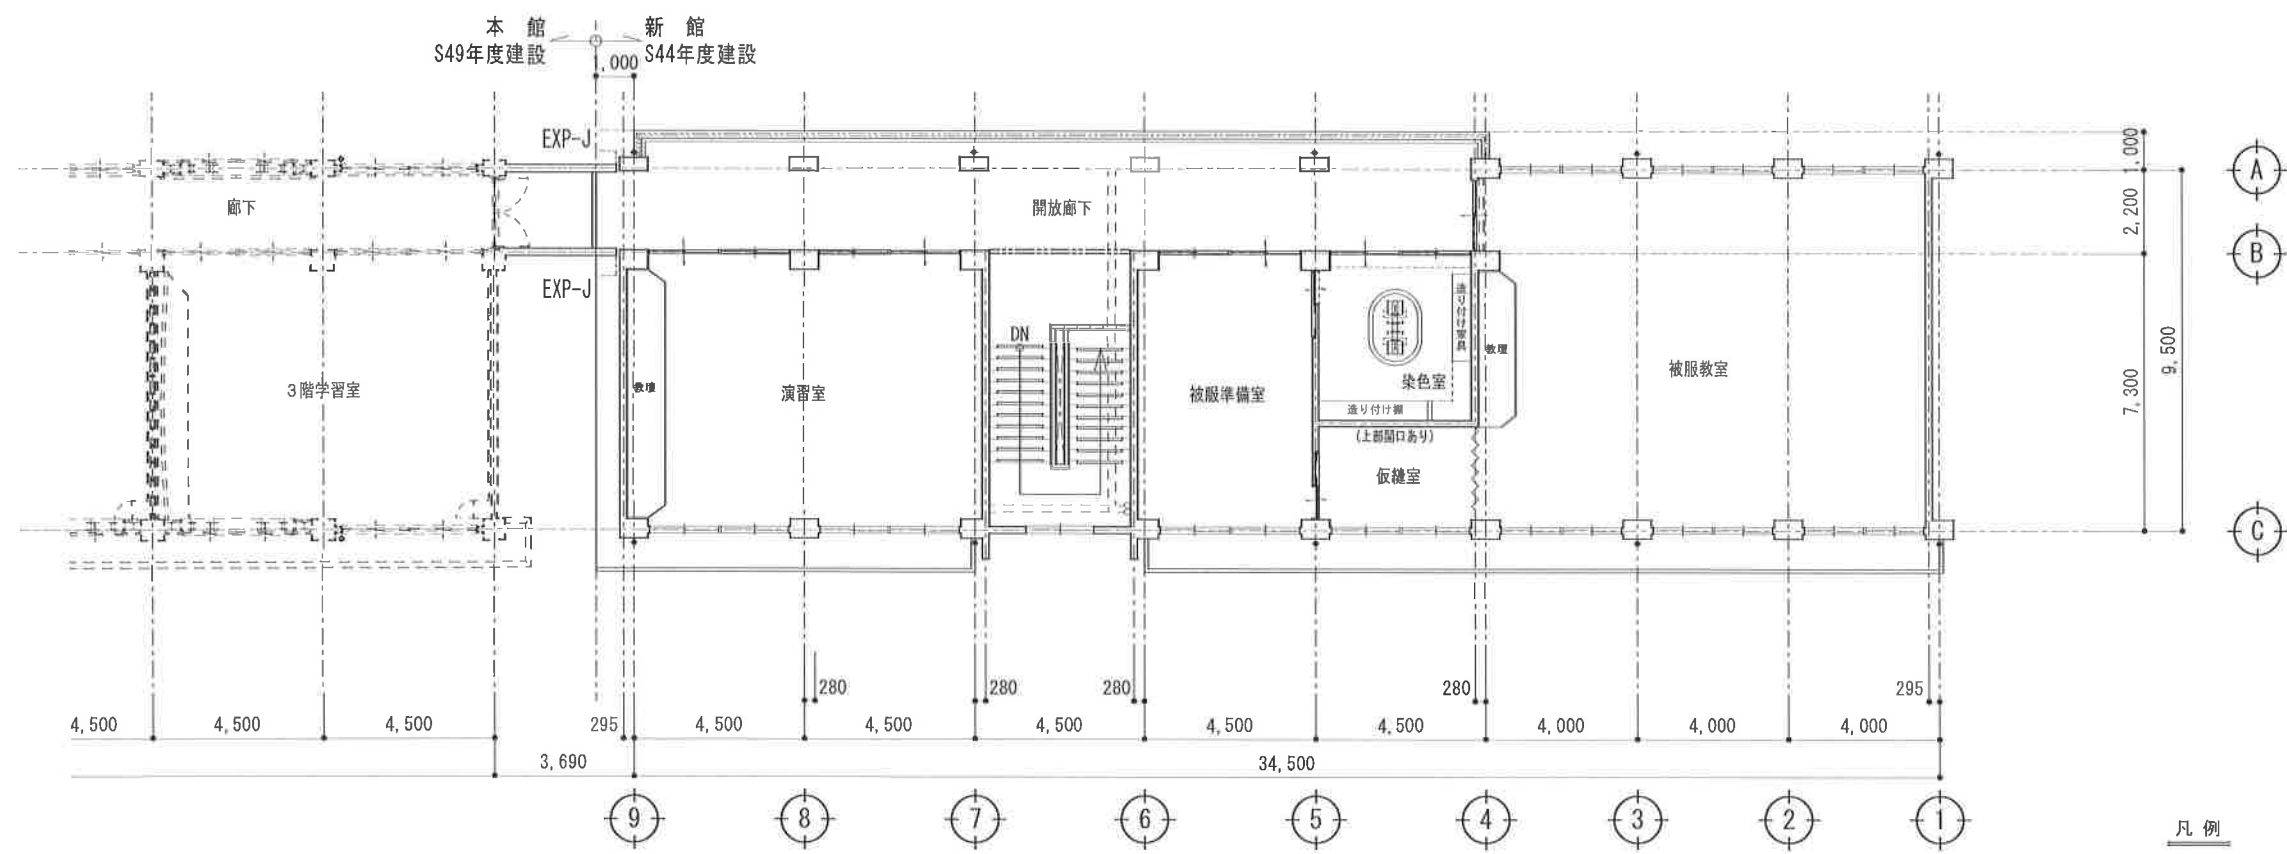 本 館
新 館
S49年度建設
S44年度建設
,000
EXP-J
廊下
開放廊下
1,000
2,200
7,300
9,500
A
B
C
EXP-J
DN
造り付け家具
教壇
教壇
3階学習室
演習室
被服準備室
染色室
被服教室
造り付け棚
(上部開口あり)
仮縫室
280
280
280
280
295
4,500
4,500
4,500
295
4,500
4,500
4,500
4,500
4,500
4,000
4,000
4,000
3,690
34,500
9
8
7
6
5
4
3
2
1
凡 例